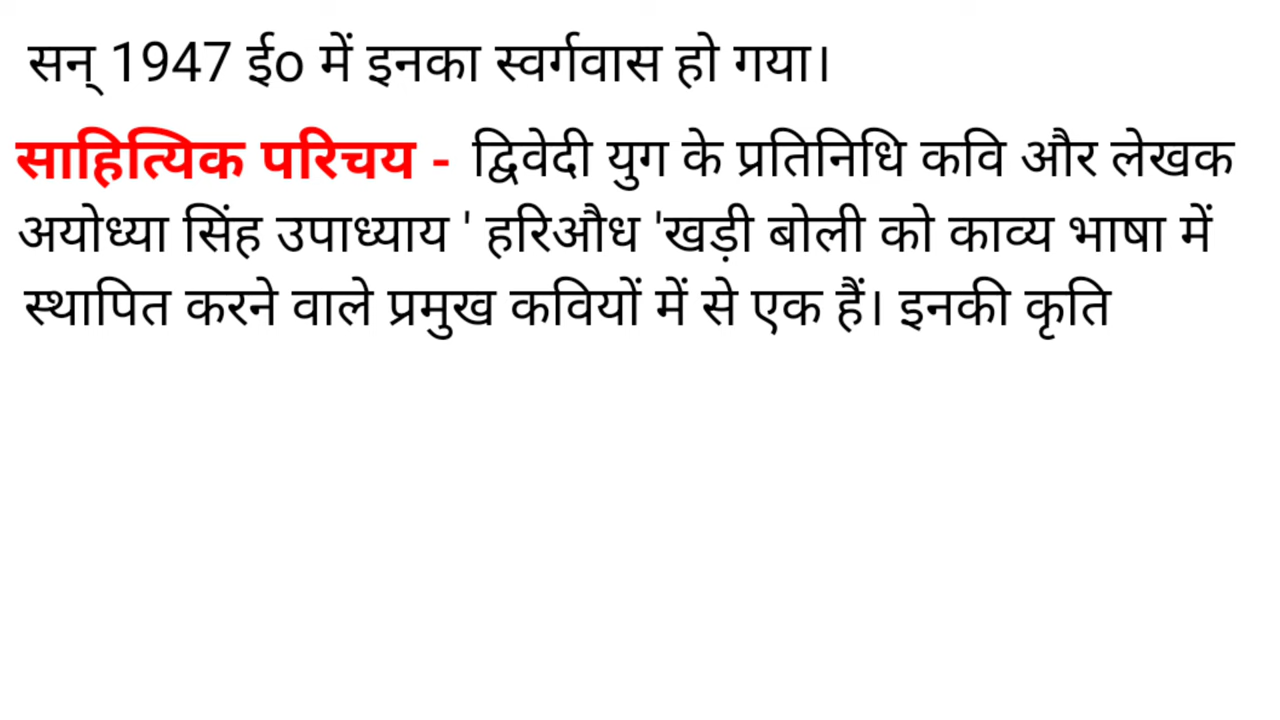 सन् 1947 ईo में इनका स्वर्गवास हो गया।
साहित्यिक परिचय - द्विवेदी युग के प्रतिनिधि कवि और लेखक
अयोध्या सिंह उपाध्याय ' हरिऔध 'खड़ी बोली को काव्य भाषा में
स्थापित करने वाले प्रमुख कवियों में से एक हैं। इनकी कृति